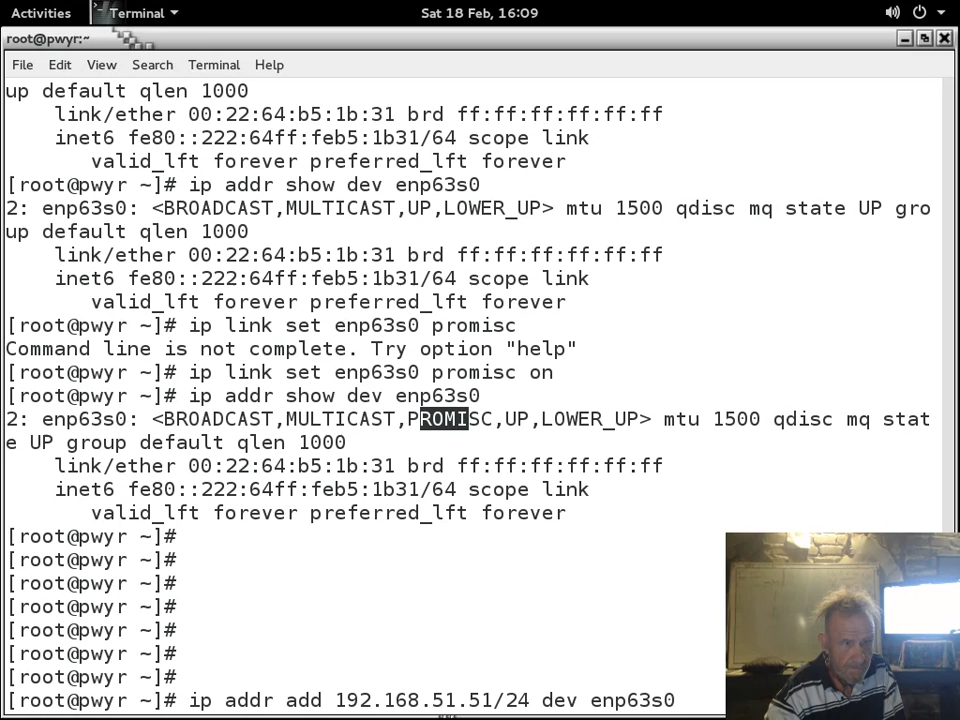 Activities
Terminal
Sat 18 Feb, 16:09
root@pwyr:~
File Edit View Search Terminal Help
up default qlen 1000
    link/ether 00:22:64:b5:1b:31 brd ff:ff:ff:ff:ff:ff
    inet6 fe80::222:64ff:feb5:1b31/64 scope link
       valid_lft forever preferred_lft forever
[root@pwyr ~]# ip addr show dev enp63s0
2: enp63s0: <BROADCAST,MULTICAST,UP,LOWER_UP> mtu 1500 qdisc mq state UP gro
up default qlen 1000
    link/ether 00:22:64:b5:1b:31 brd ff:ff:ff:ff:ff:ff
    inet6 fe80::222:64ff:feb5:1b31/64 scope link
       valid_lft forever preferred_lft forever
[root@pwyr ~]# ip link set enp63s0 promisc
Command line is not complete. Try option "help"
[root@pwyr ~]# ip link set enp63s0 promisc on
[root@pwyr ~]# ip addr show dev enp63s0
2: enp63s0: <BROADCAST,MULTICAST,PROMISC,UP,LOWER_UP> mtu 1500 qdisc mq stat
e UP group default qlen 1000
    link/ether 00:22:64:b5:1b:31 brd ff:ff:ff:ff:ff:ff
    inet6 fe80::222:64ff:feb5:1b31/64 scope link
       valid_lft forever preferred_lft forever
[root@pwyr ~]#
[root@pwyr ~]#
[root@pwyr ~]#
[root@pwyr ~]#
[root@pwyr ~]#
[root@pwyr ~]#
[root@pwyr ~]#
[root@pwyr ~]# ip addr add 192.168.51.51/24 dev enp63s0